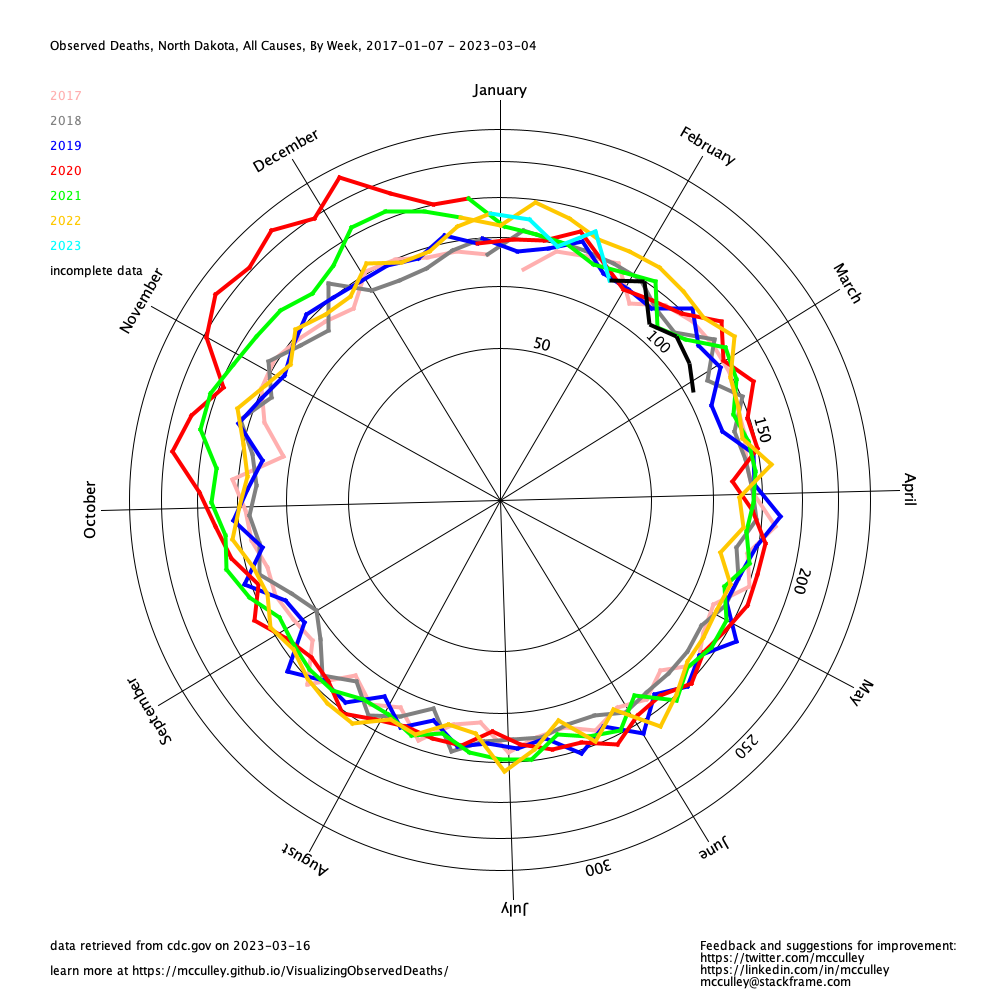 Observed Deaths, North Dakota, All Causes, By Week, 2017-01-07 - 2023-03-04
January
2017
2018
2019
2020
2021
2022
2023
incomplete data
December
February
November
March
50
100
150
October
April
200
September
May
250
August
June
300
July
data retrieved from cdc.gov on 2023-03-16
learn more at https://mcculley.github.io/VisualizingObservedDeaths/
Feedback and suggestions for improvement:
https://twitter.com/mcculley
https://linkedin.com/in/mcculley
mcculley@stackframe.com